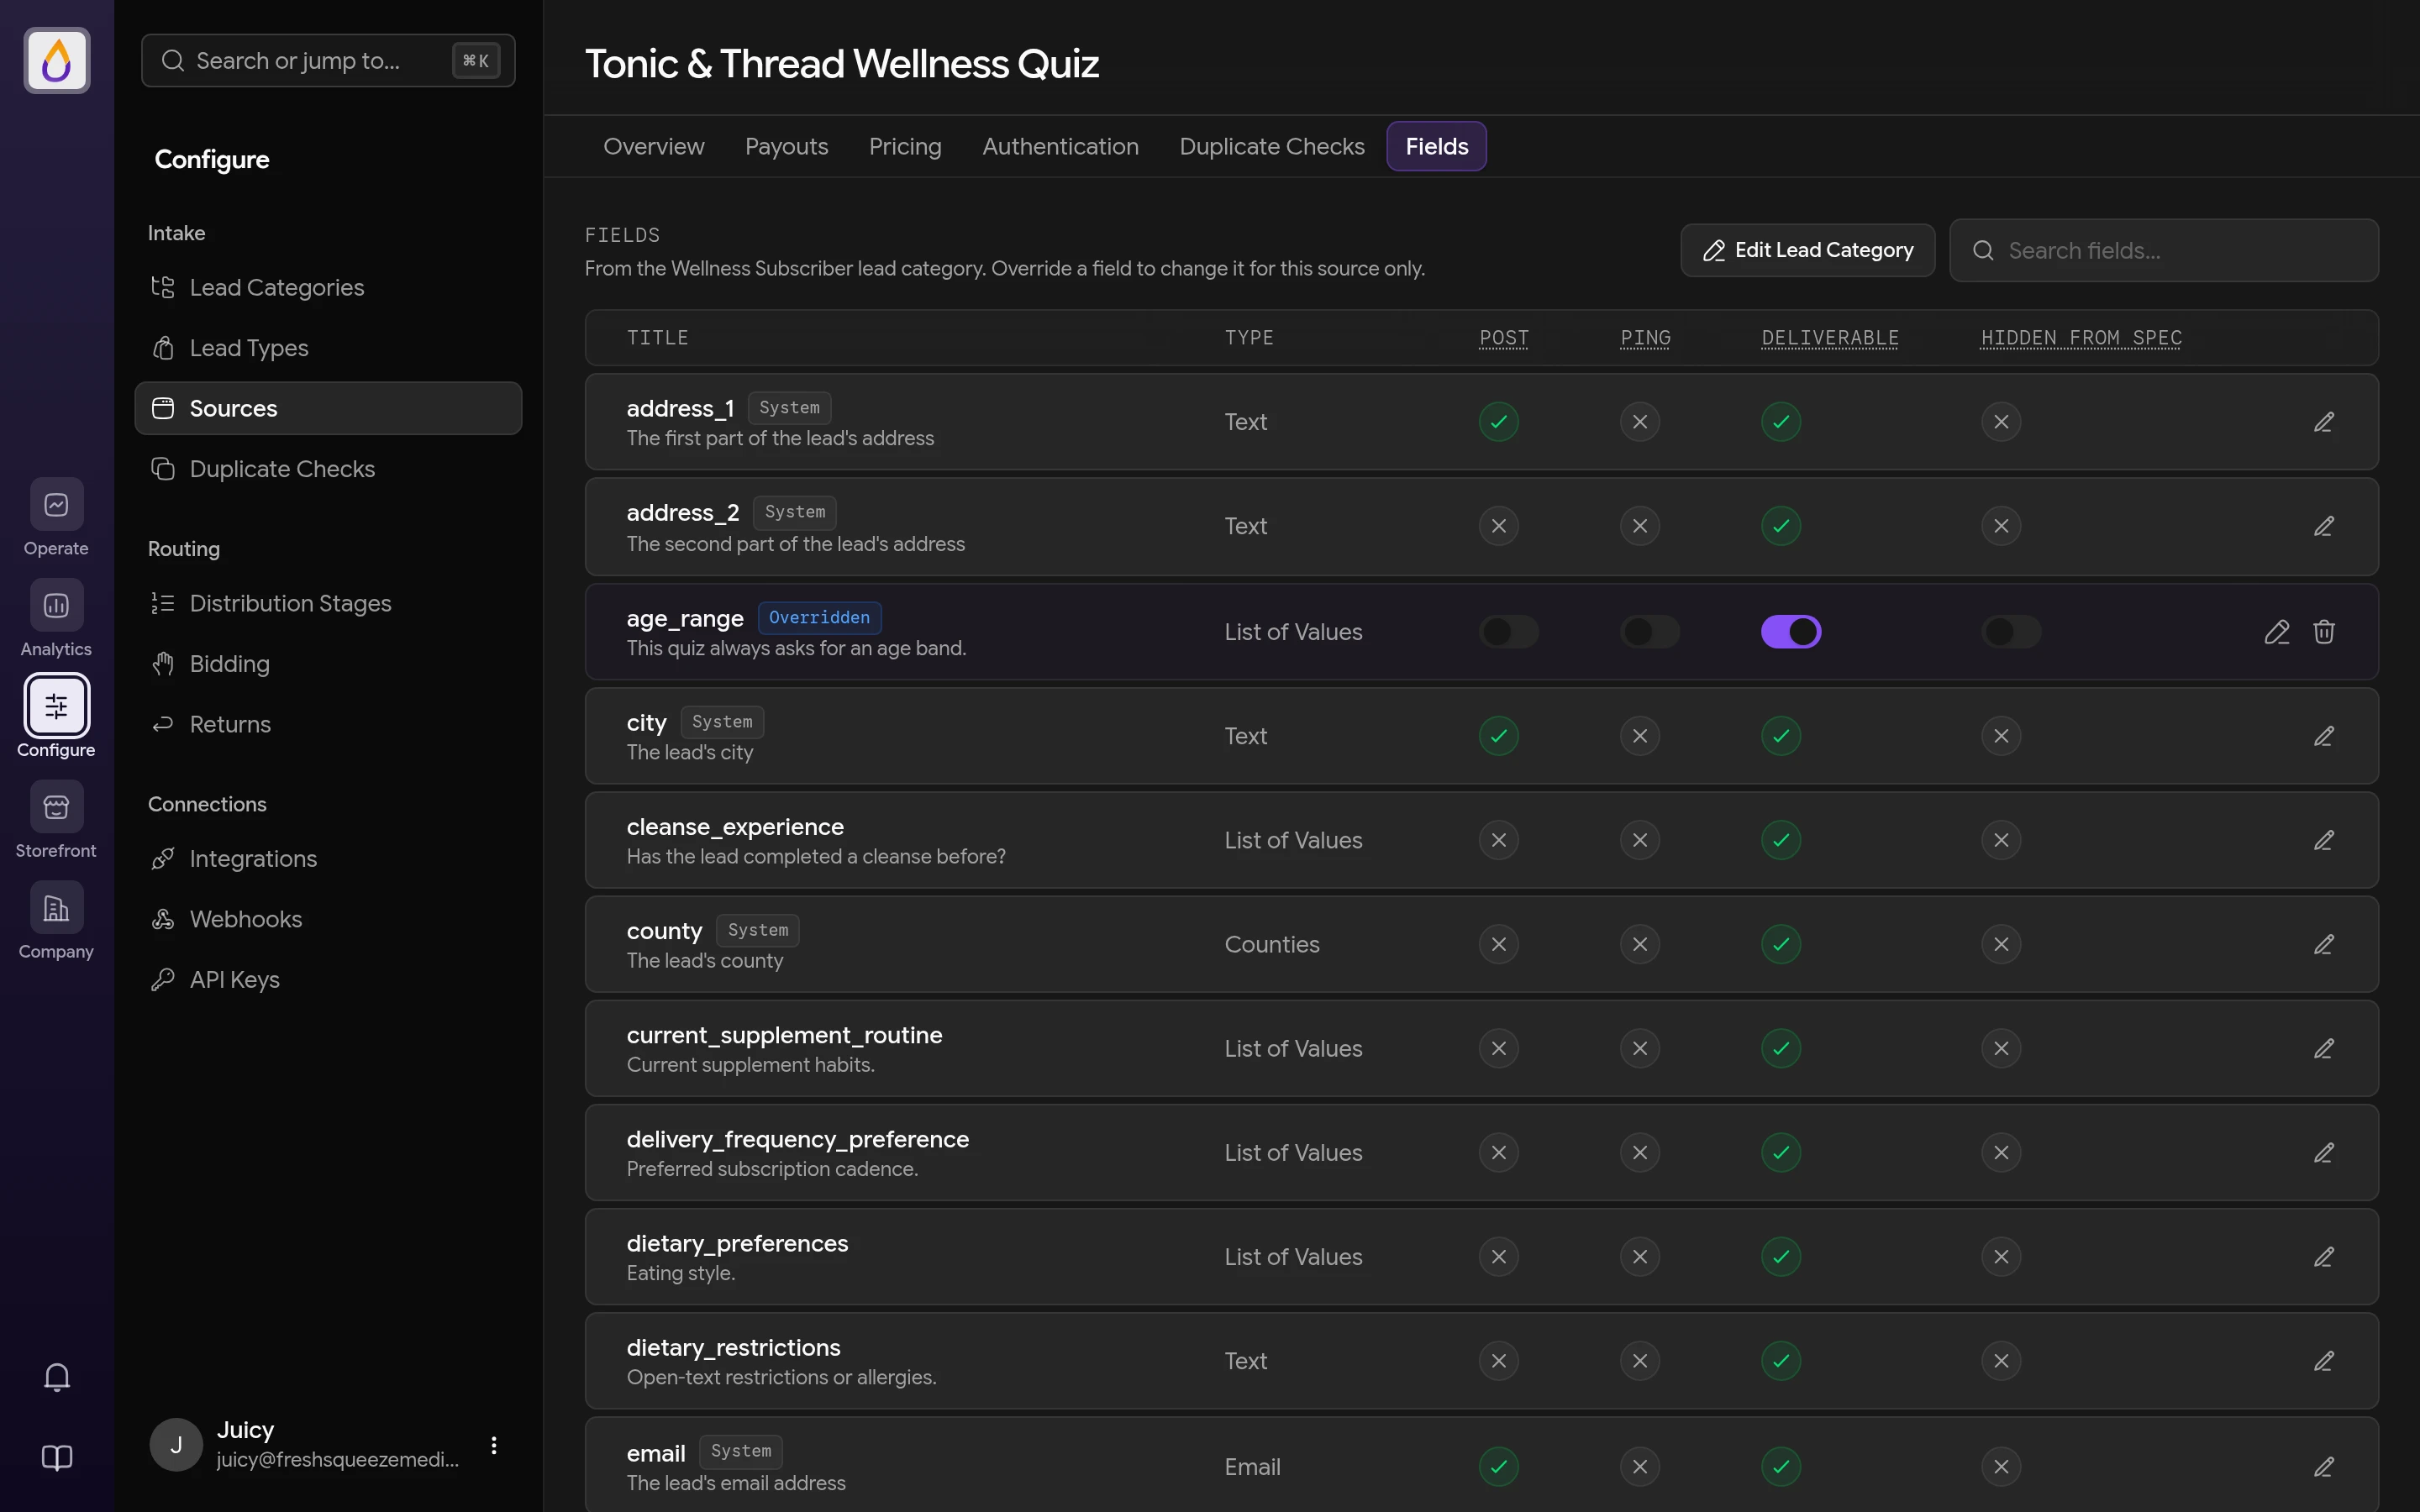 Search or jump to...
⌘K
Configure
Intake
Lead Categories
Lead Types
Sources
Duplicate Checks
Routing
Distribution Stages
Bidding
Returns
Connections
Integrations
Webhooks
API Keys
Operate
Analytics
Configure
Storefront
Company
J
Juicy
juicy@freshsqueezemedi...
Tonic & Thread Wellness Quiz
Overview
Payouts
Pricing
Authentication
Duplicate Checks
Fields
FIELDS
From the Wellness Subscriber lead category. Override a field to change it for this source only.
Edit Lead Category
Search fields...
TITLE TYPE POST PING DELIVERABLE HIDDEN FROM SPEC
address_1 System
The first part of the lead's address
Text
address_2 System
The second part of the lead's address
Text
age_range Overridden
This quiz always asks for an age band.
List of Values
city System
The lead's city
Text
cleanse_experience
Has the lead completed a cleanse before?
List of Values
county System
The lead's county
Counties
current_supplement_routine
Current supplement habits.
List of Values
delivery_frequency_preference
Preferred subscription cadence.
List of Values
dietary_preferences
Eating style.
List of Values
dietary_restrictions
Open-text restrictions or allergies.
Text
email System
The lead's email address
Email